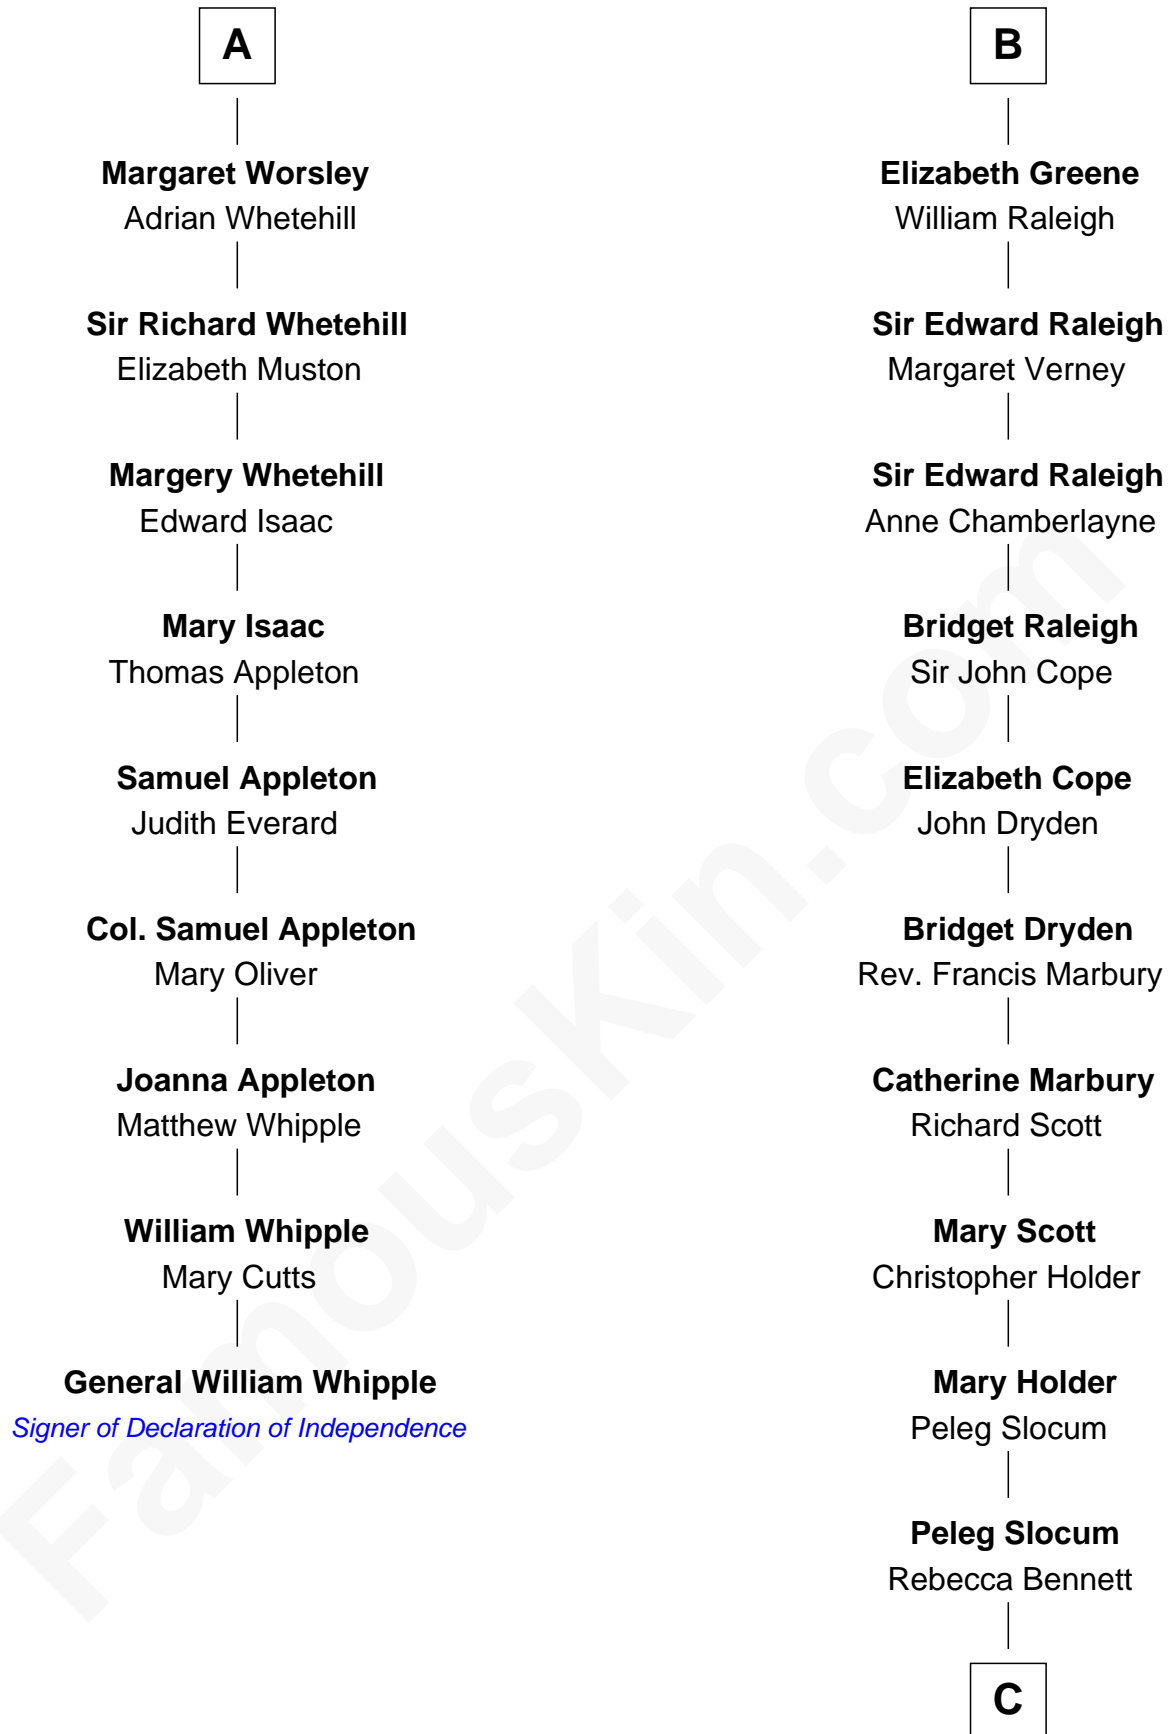 A
Margaret Worsley
Adrian Whetehill
Sir Richard Whetehill
Elizabeth Muston
Margery Whetehill
Edward Isaac
Mary Isaac
Thomas Appleton
Samuel Appleton
Judith Everard
Col. Samuel Appleton
Mary Oliver
Joanna Appleton
Matthew Whipple
William Whipple
Mary Cutts
General William Whipple
Signer of Declaration of Independence
B
Elizabeth Greene
William Raleigh
Sir Edward Raleigh
Margaret Verney
Sir Edward Raleigh
Anne Chamberlayne
Bridget Raleigh
Sir John Cope
Elizabeth Cope
John Dryden
Bridget Dryden
Rev. Francis Marbury
Catherine Marbury
Richard Scott
Mary Scott
Christopher Holder
Mary Holder
Peleg Slocum
Peleg Slocum
Rebecca Bennett
C
FamousKin.com